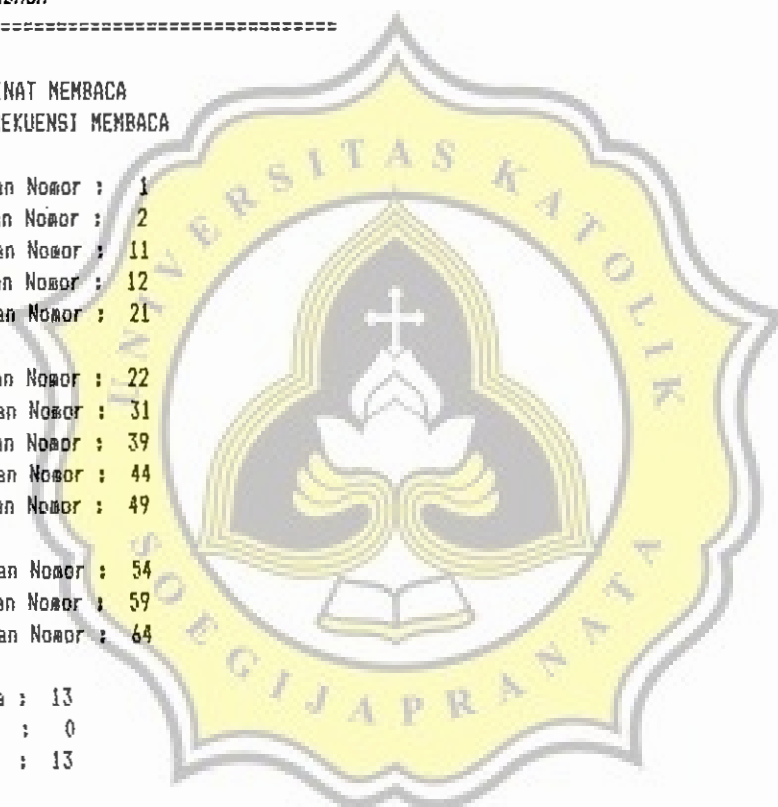 ===============================
NAT MEMBACA
EKUENSI MEMBACA
an Nomor : 1
an Nomor : 2
an Nomor : 11
an Nomor : 12
an Nomor : 21
an Nomor : 22
an Nomor : 31
an Nomor : 39
an Nomor : 44
an Nomor : 49
an Nomor : 54
an Nomor : 59
an Nomor : 64
a : 13
: 0
: 13
UNIVERSITAS KATOLIK
SOEGIJAPRANATA